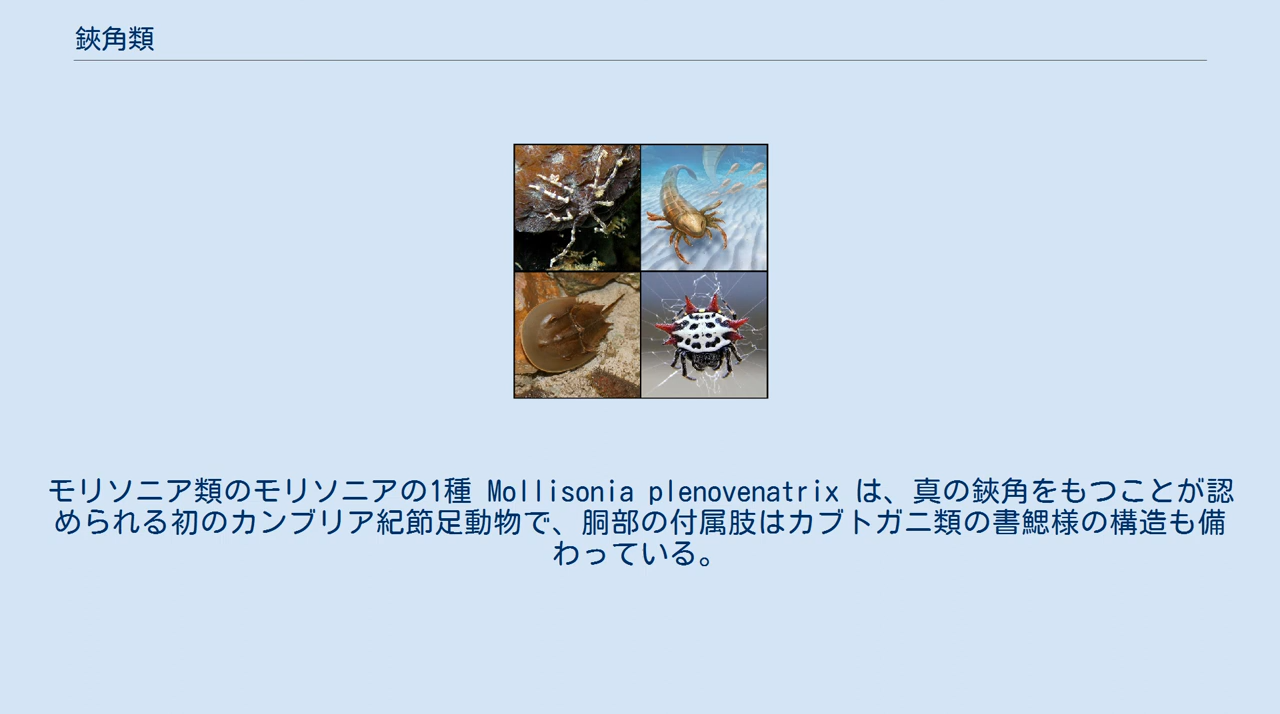 鋏角類
モリソニア類のモリソニアの1種 Mollisonia plenovenatrix は、真の鋏角をもつことが認
められる初のカンブリア紀節足動物で、胴部の付属肢はカブトガニ類の書鰓様の構造も備
わっている。